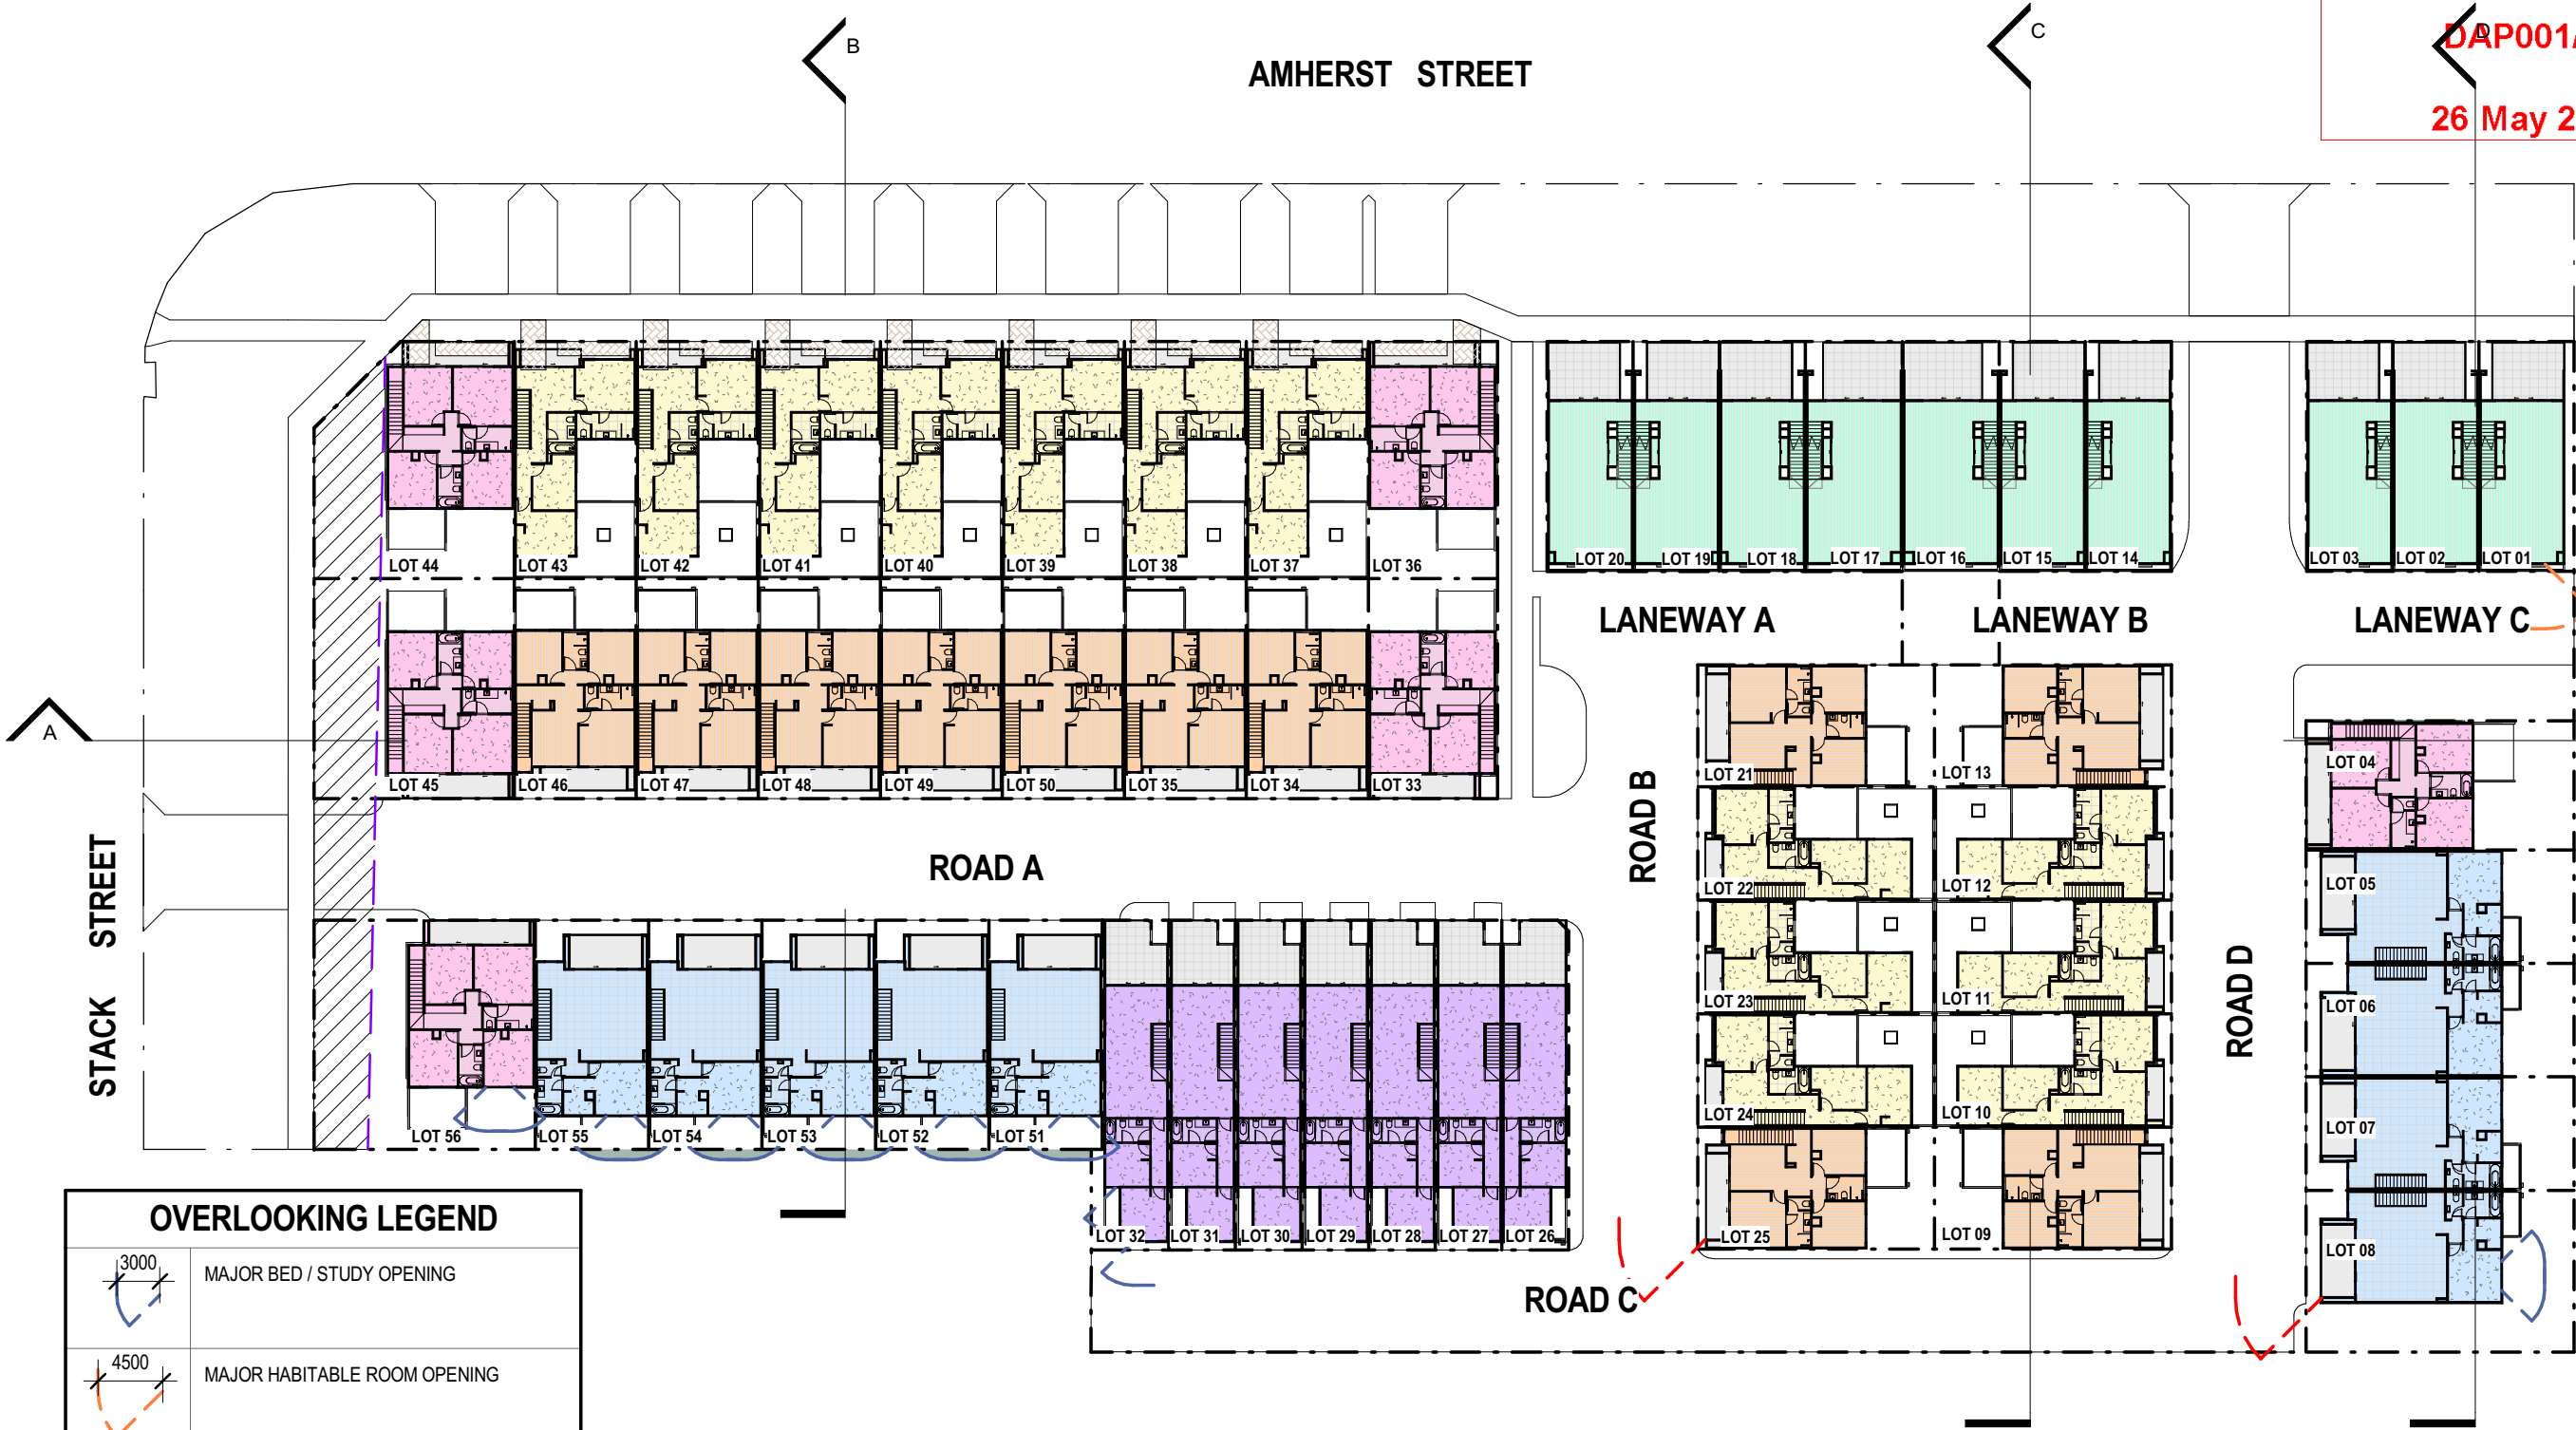 B
C
D
DAP001
AMHERST STREET
26 May 2
LOT 44
LOT 43
LOT 42
LOT 41
LOT 40
LOT 39
LOT 38
LOT 37
LOT 36
LOT 20
LOT 19
LOT 18
LOT 17
LOT 16
LOT 15
LOT 14
LOT 03
LOT 02
LOT 01
LANEWAY A
LANEWAY B
LANEWAY C
A
LOT 45
LOT 46
LOT 47
LOT 48
LOT 49
LOT 50
LOT 35
LOT 34
LOT 33
LOT 21
LOT 13
LOT 04
STACK STREET
ROAD A
ROAD B
LOT 22
LOT 12
LOT 05
LOT 23
LOT 11
ROAD D
LOT 06
LOT 24
LOT 10
LOT 07
LOT 56
LOT 55
LOT 54
LOT 53
LOT 52
LOT 51
LOT 32
LOT 31
LOT 30
LOT 29
LOT 28
LOT 27
LOT 26
LOT 25
LOT 09
LOT 08
ROAD C
OVERLOOKING LEGEND
3000
MAJOR BED / STUDY OPENING
4500
MAJOR HABITABLE ROOM OPENING